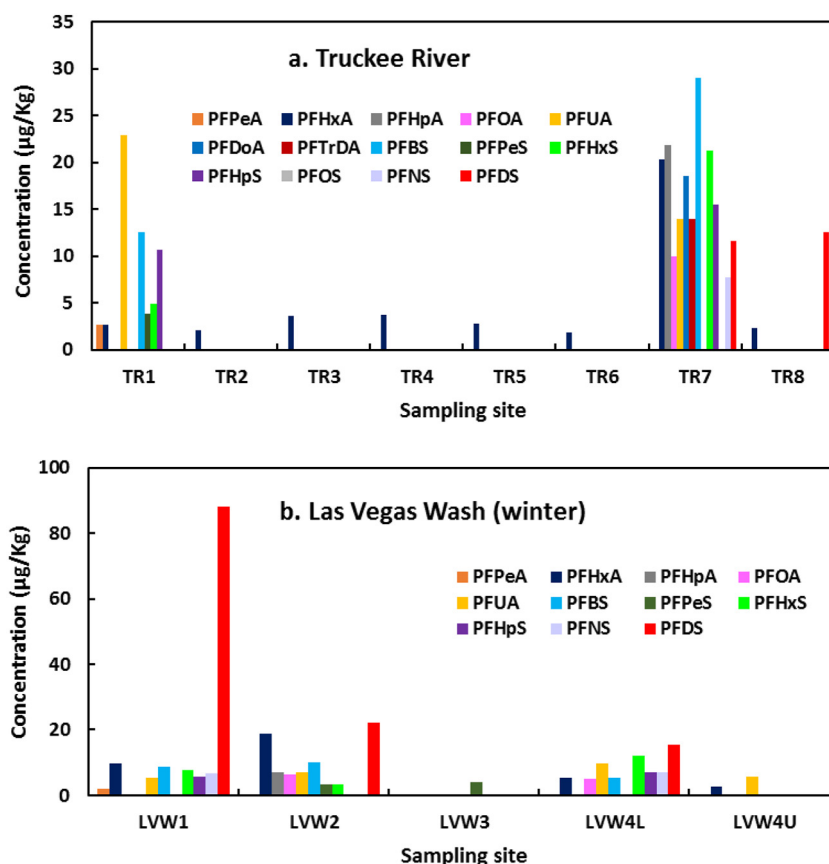 35
a. Truckee River
30
PFPeA PFHxA PFHpA PFOA PFUA
25
PFDoA PFTrDA PFBS PFPeS PFHxS
20
PFHpS PFOS PFNS PFDS
15
10
5
0
Concentration (µg/Kg)
TR1 TR2 TR3 TR4 TR5 TR6 TR7 TR8
Sampling site
100
b. Las Vegas Wash (winter)
80
PFPeA PFHxA PFHpA PFOA
60
PFUA PFBS PFPeS PFHxS
PFHpS PFNS PFDS
40
20
0
Concentration (µg/Kg)
LVW1 LVW2 LVW3 LVW4L LVW4U
Sampling site